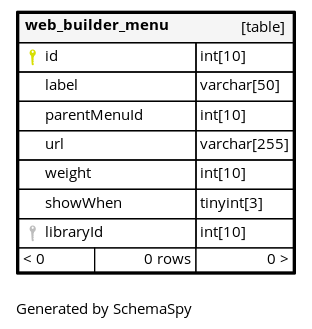 web_builder_menu [table]
id int[10]
label varchar[50]
parentMenuId int[10]
url varchar[255]
weight int[10]
showWhen tinyint[3]
libraryId int[10]
< 0 0 rows 0 >
Generated by SchemaSpy